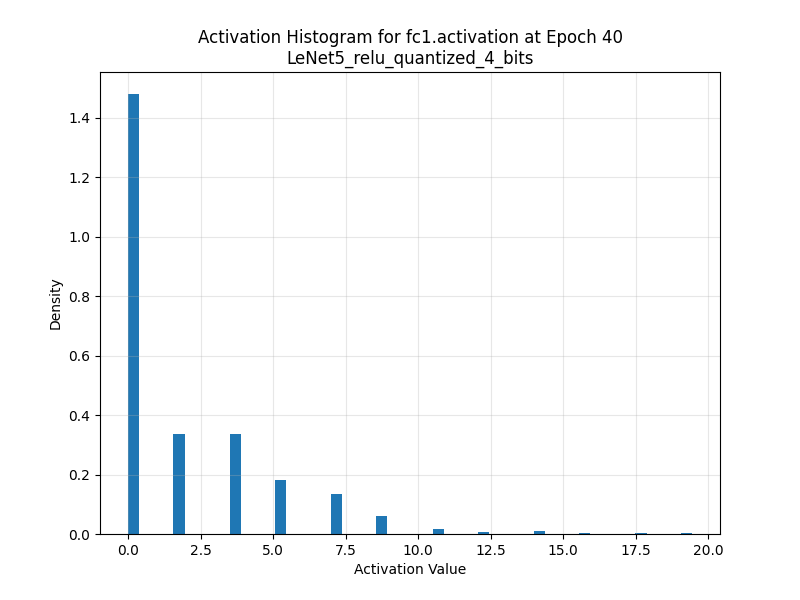 Activation Histogram for fc1.activation at Epoch 40
LeNet5_relu_quantized_4_bits
1.4
1.2
1.0
0.8
0.6
0.4
0.2
0.0
Density
0.0 2.5 5.0 7.5 10.0 12.5 15.0 17.5 20.0
Activation Value